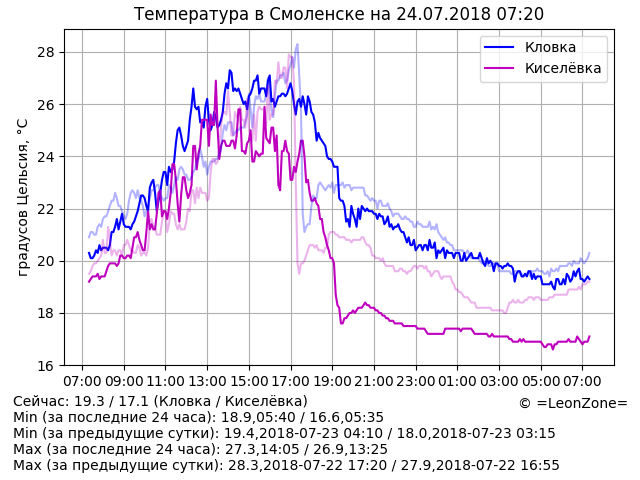 Температура в Смоленске на 24.07.2018 07:20
Кловка
Киселёвка
градусов Цельсия, °C
28
26
24
22
20
18
16
07:00 09:00 11:00 13:00 15:00 17:00 19:00 21:00 23:00 01:00 03:00 05:00 07:00
Сейчас: 19.3 / 17.1 (Кловка / Киселёвка)
© =LeonZone=
Min (за последние 24 часа): 18.9,05:40 / 16.6,05:35
Min (за предыдущие сутки): 19.4,2018-07-23 04:10 / 18.0,2018-07-23 03:15
Max (за последние 24 часа): 27.3,14:05 / 26.9,13:25
Max (за предыдущие сутки): 28.3,2018-07-22 17:20 / 27.9,2018-07-22 16:55